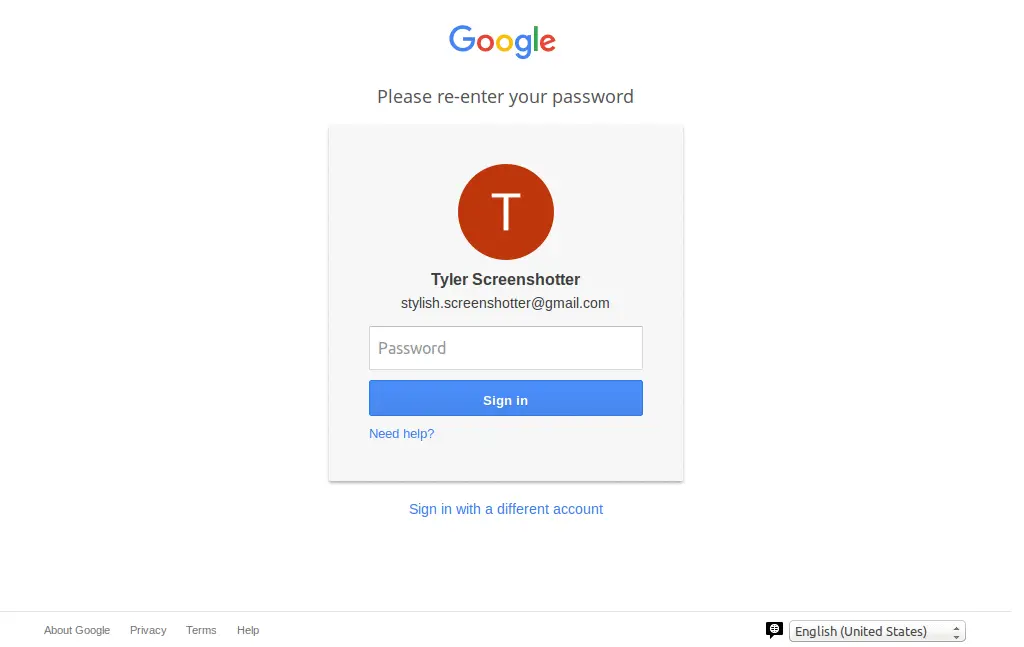 Google
Please re-enter your password
T
Tyler Screenshotter
stylish.screenshotter@gmail.com
Password
Sign in
Need help?
Sign in with a different account
About Google Privacy Terms Help English (United States)